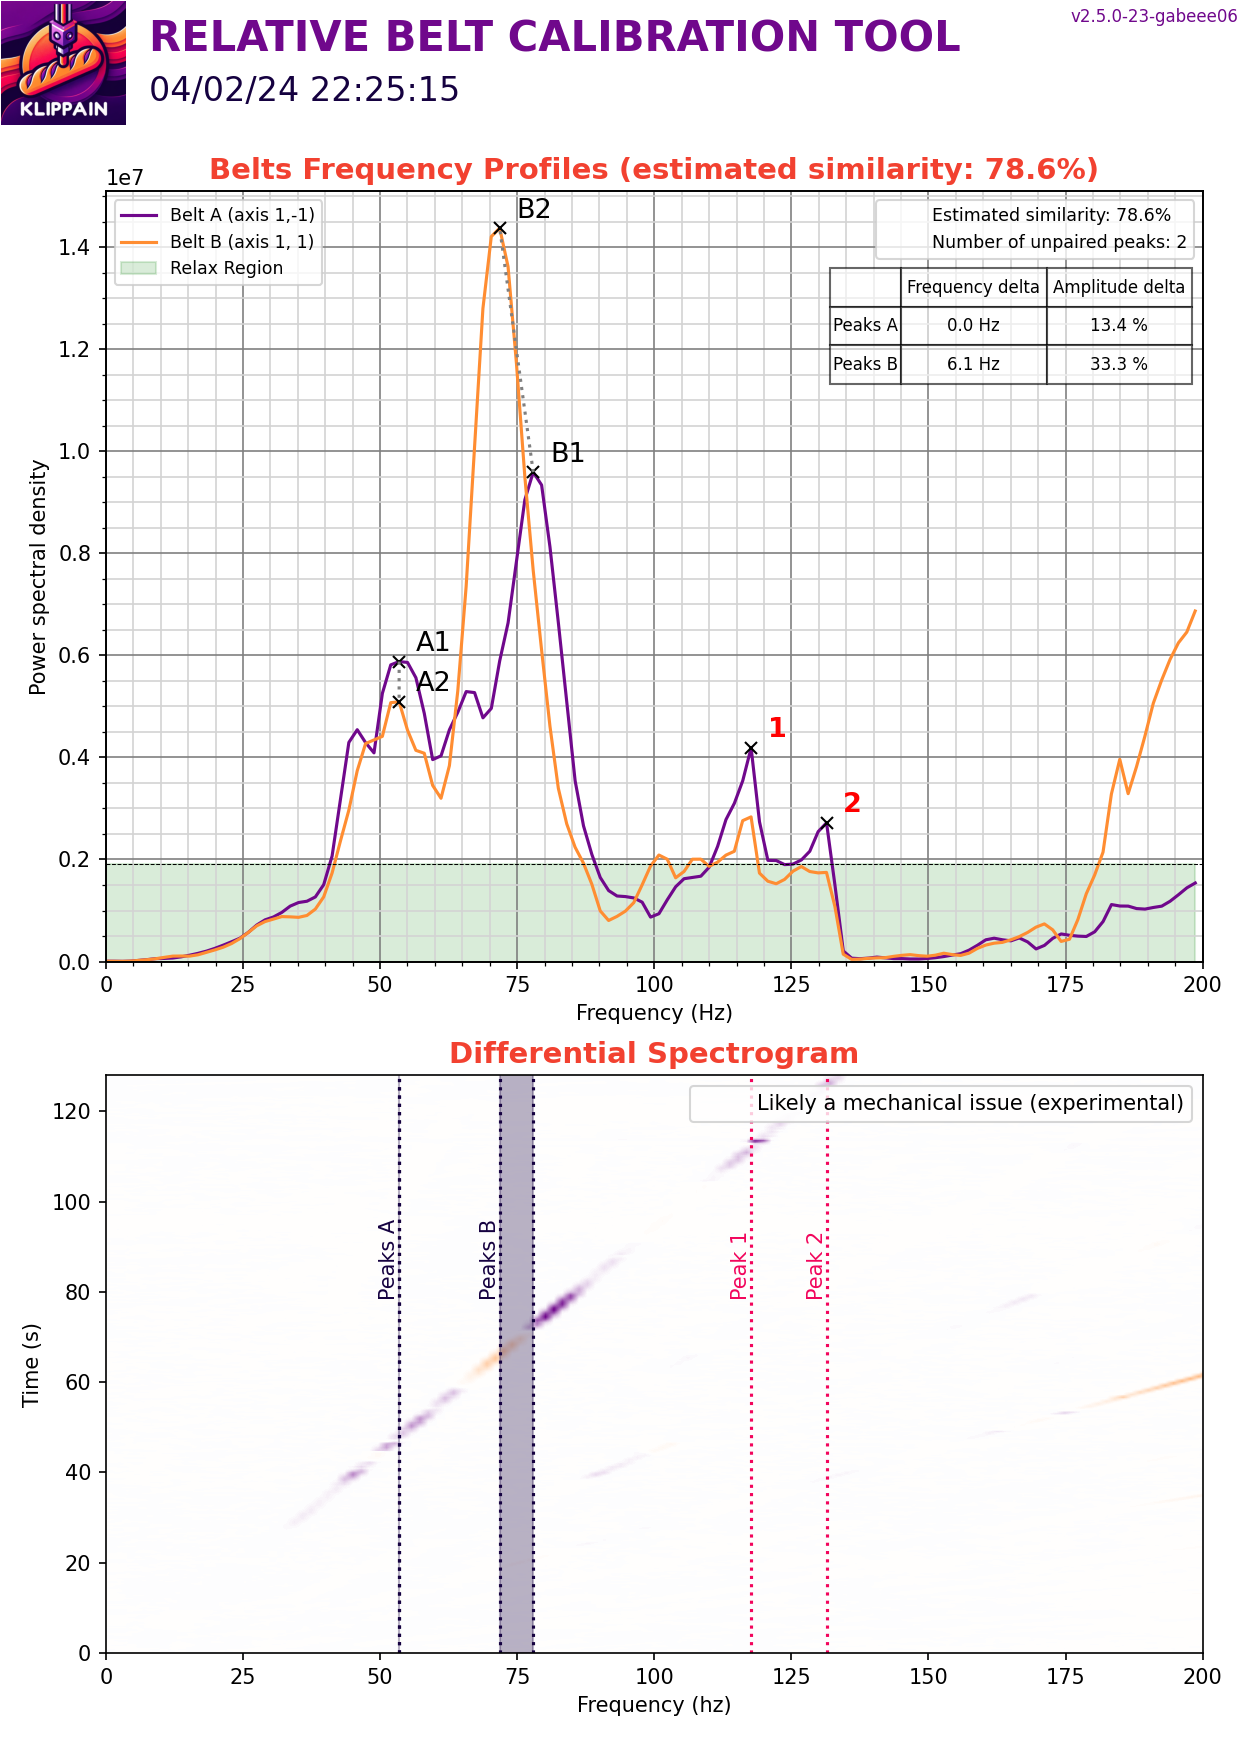 v2.5.0-23-gabeee06
RELATIVE BELT CALIBRATION TOOL
04/02/24 22:25:15
KLIPPAIN
Belts Frequency Profiles (estimated similarity: 78.6%)
1e7
Belt A (axis 1,-1)
Belt B (axis 1, 1)
Relax Region
Estimated similarity: 78.6%
Number of unpaired peaks: 2
Frequency delta Amplitude delta
Peaks A 0.0 Hz 13.4 %
Peaks B 6.1 Hz 33.3 %
B2
B1
A1
A2
1
2
Power spectral density
1.4
1.2
1.0
0.8
0.6
0.4
0.2
0.0
0 25 50 75 100 125 150 175 200
Frequency (Hz)
Differential Spectrogram
Likely a mechanical issue (experimental)
Peaks A
Peaks B
Peak 1
Peak 2
Time (s)
120
100
80
60
40
20
0
0 25 50 75 100 125 150 175 200
Frequency (hz)